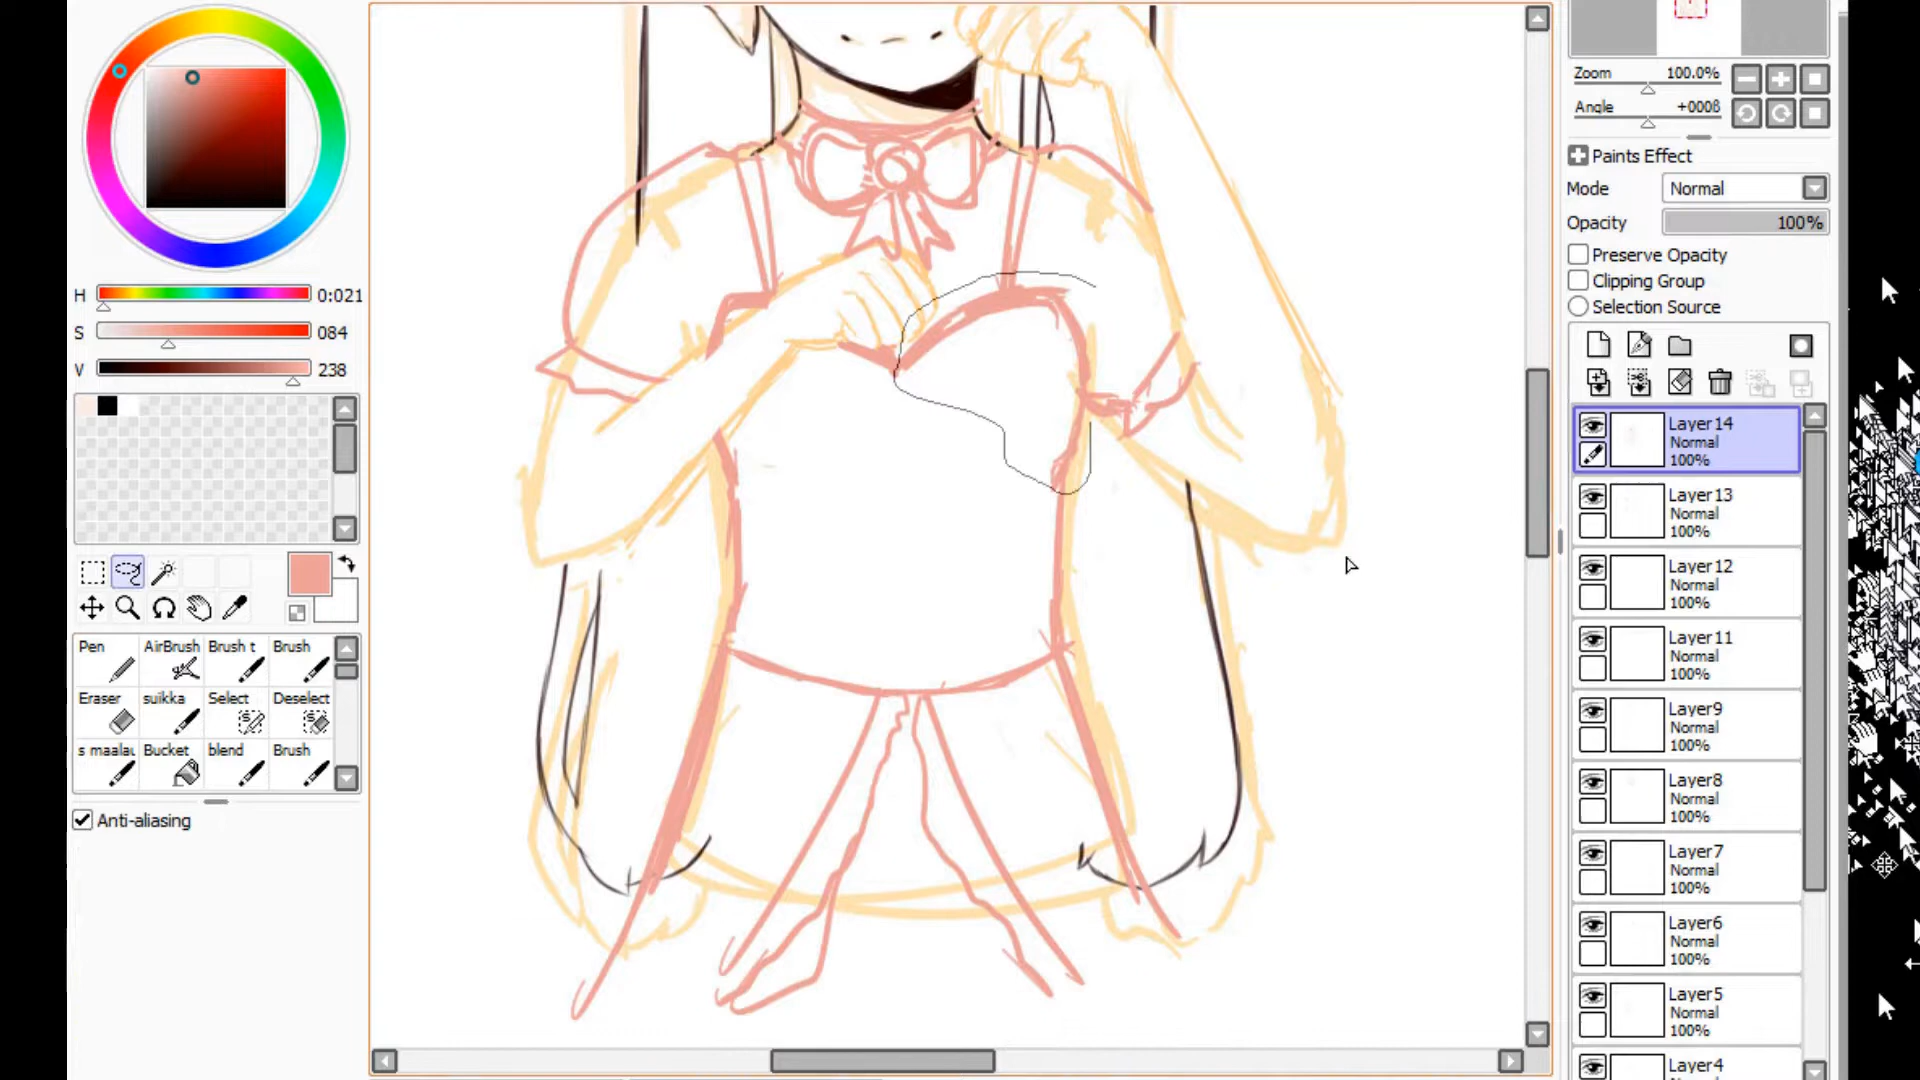 H 0:021
S 084
V 238
Pen AirBrush Brush t Brush
Eraser suikka Select Deselect
s maalau Bucket blend Brush
Anti-aliasing
Zoom 100.0%
Angle +000ß
Paints Effect
Mode Normal
Opacity 100%
Preserve Opacity
Clipping Group
Selection Source
Layer14
Normal
100%
Layer13
Normal
100%
Layer12
Normal
100%
Layer11
Normal
100%
Layer9
Normal
100%
Layer8
Normal
100%
Layer7
Normal
100%
Layer6
Normal
100%
Layer5
Normal
100%
Layer4